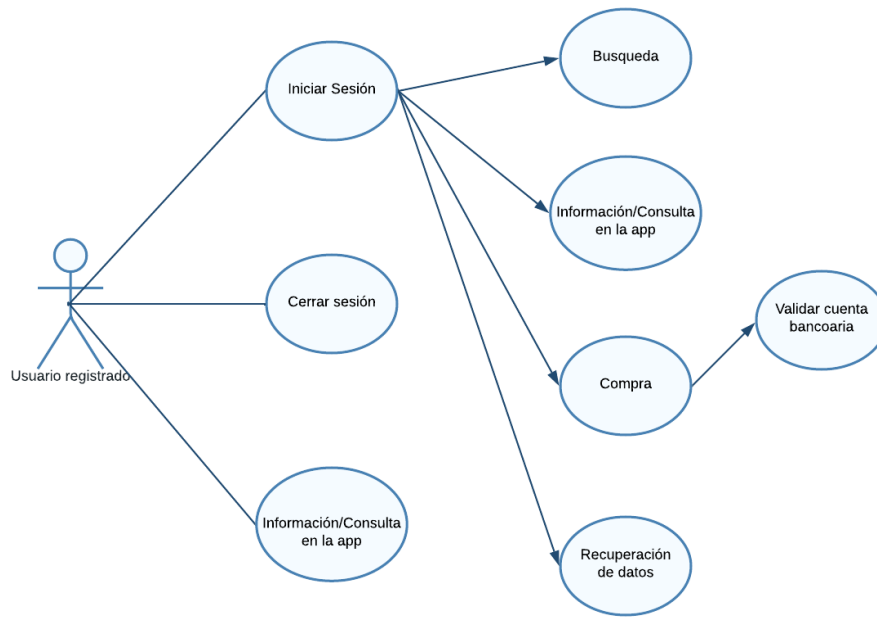 Busqueda
Iniciar Sesión
Información/Consulta
en la app
Cerrar sesión
Validar cuenta
bancoaria
Usuario registrado
Compra
Información/Consulta
en la app
Recuperación
de datos